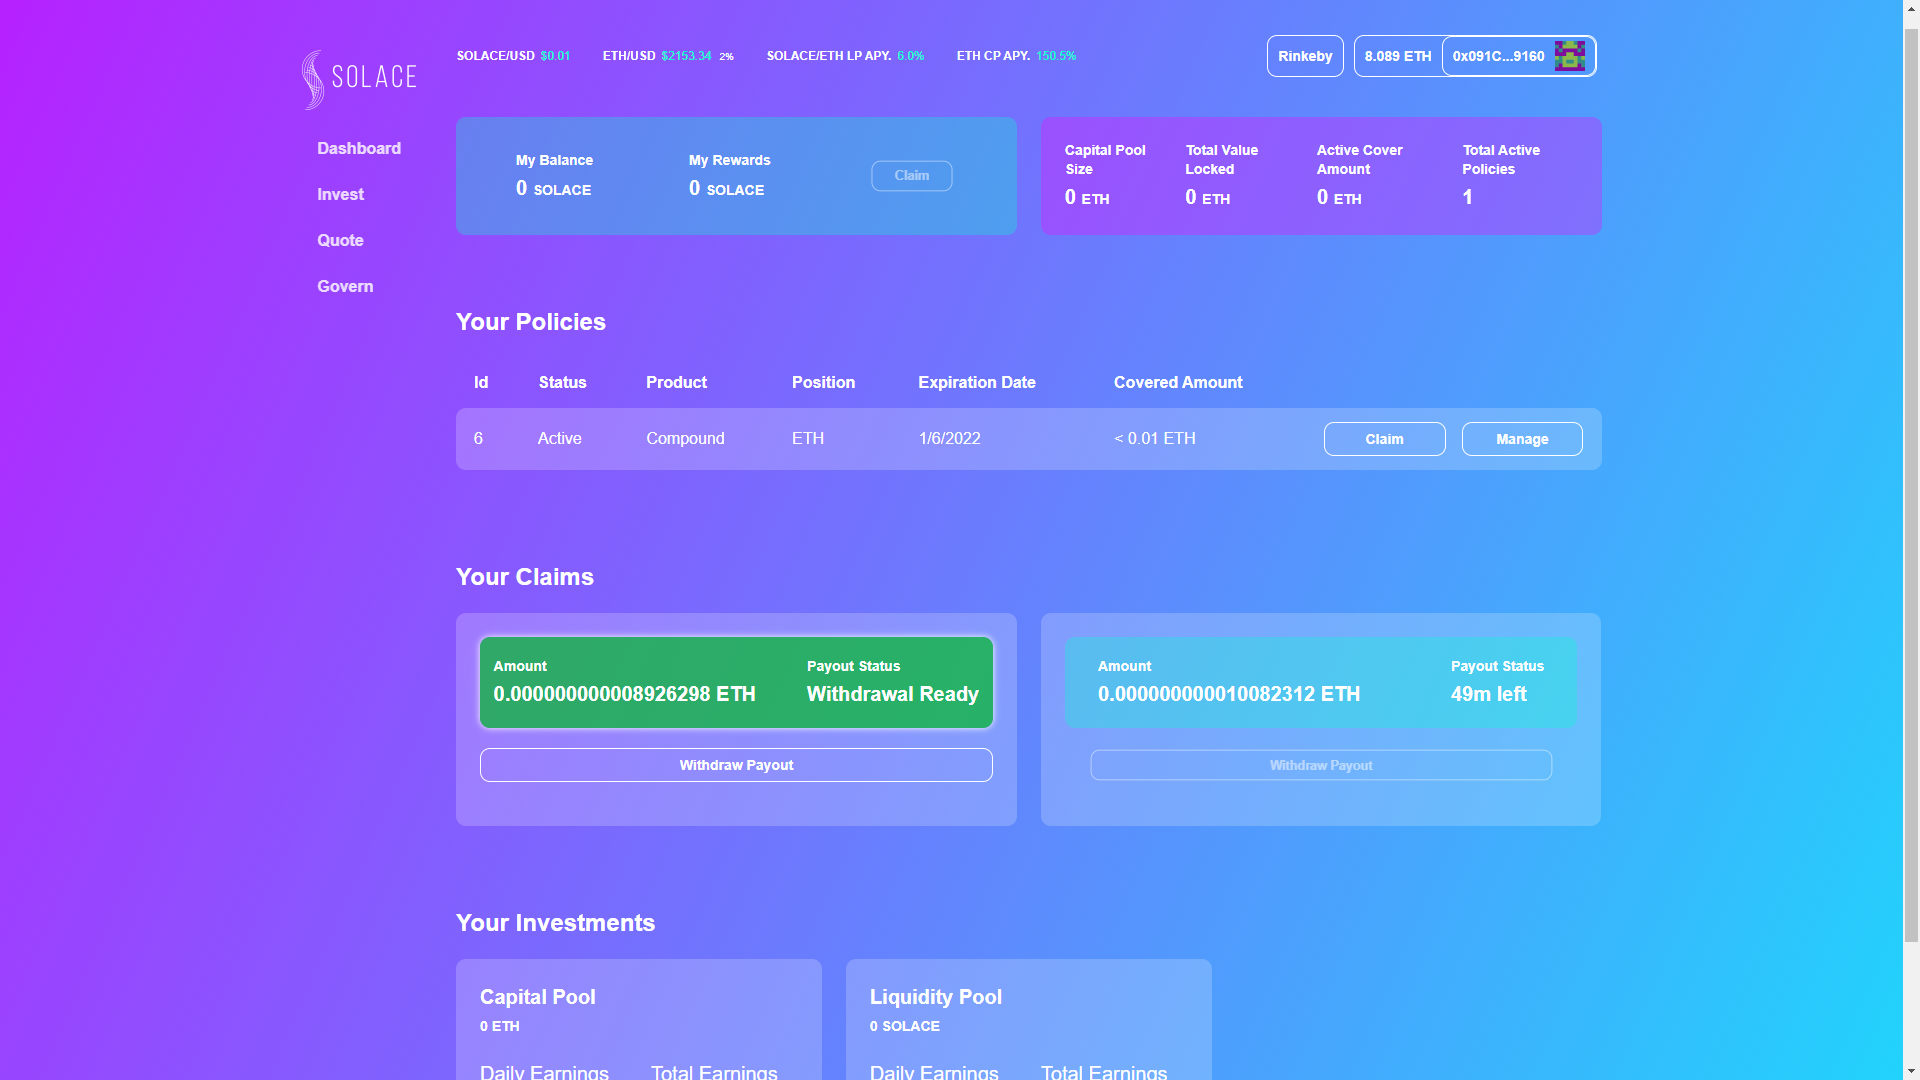 SOLACE
SOLACE/USD $0.01 ETH/USD $2153.34 2% SOLACE/ETH LP APY. 6.0% ETH CP APY. 150.5%
Rinkeby 8.089 ETH 0x091C...9160
Dashboard
Invest
Quote
Govern
My Balance My Rewards
0 SOLACE 0 SOLACE
Claim
Capital Pool Size Total Value Locked Active Cover Amount Total Active Policies
0 ETH 0 ETH 0 ETH 1
Your Policies
Id Status Product Position Expiration Date Covered Amount
6 Active Compound ETH 1/6/2022 < 0.01 ETH Claim Manage
Your Claims
Amount Payout Status
0.000000000008926298 ETH Withdrawal Ready
Withdraw Payout
Amount Payout Status
0.000000000010082312 ETH 49m left
Withdraw Payout
Your Investments
Capital Pool
0 ETH
Daily Earnings Total Earnings
Liquidity Pool
0 SOLACE
Daily Earnings Total Earnings